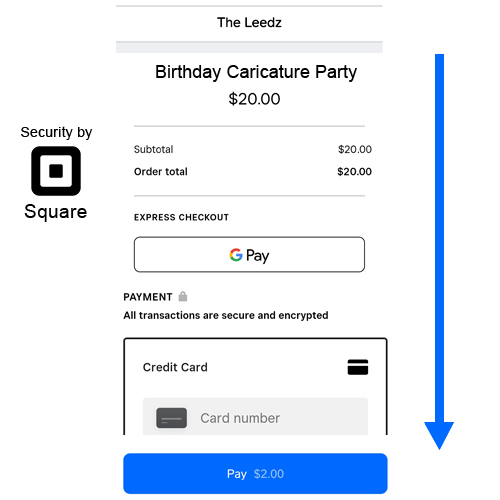 The Leedz
Birthday Caricature Party
$20.00
Security by
Square
Subtotal $20.00
Order total $20.00
EXPRESS CHECKOUT
G Pay
PAYMENT
All transactions are secure and encrypted
Credit Card
Card number
Pay $2.00